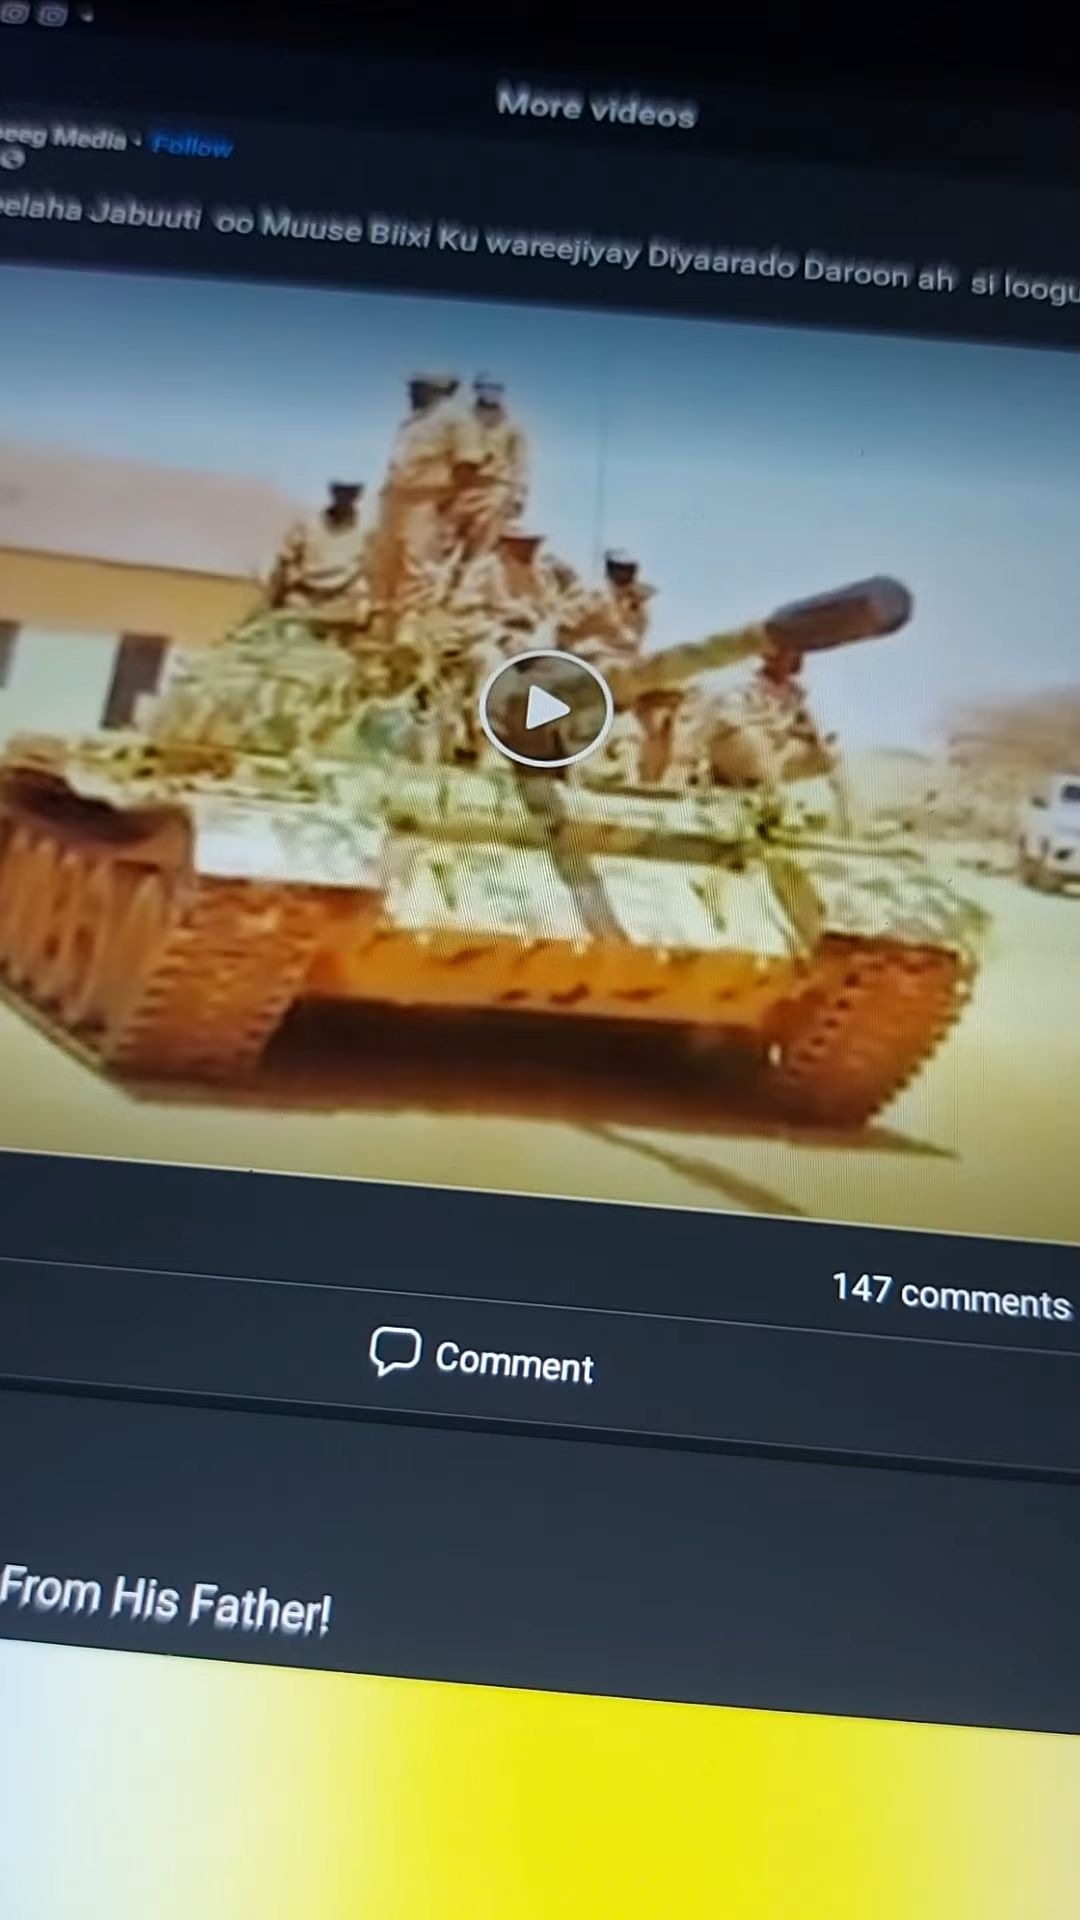 More videos
Media · Follow
Jabuuti oo Muuse Biixi Ku wareejiyay Diyaarado Daroon ah si loogu
147 comments
Comment
From His Father!